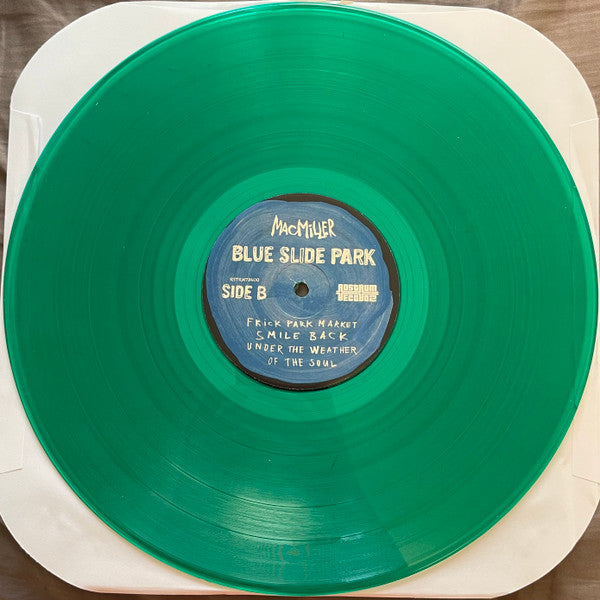 MACMILLER
BLUE SLIDE PARK
SIDE B
ROSTRUM
RECORDS
FRICK PARK MARKET
SMILE BACK
UNDER THE WEATHER
OF THE SOUL